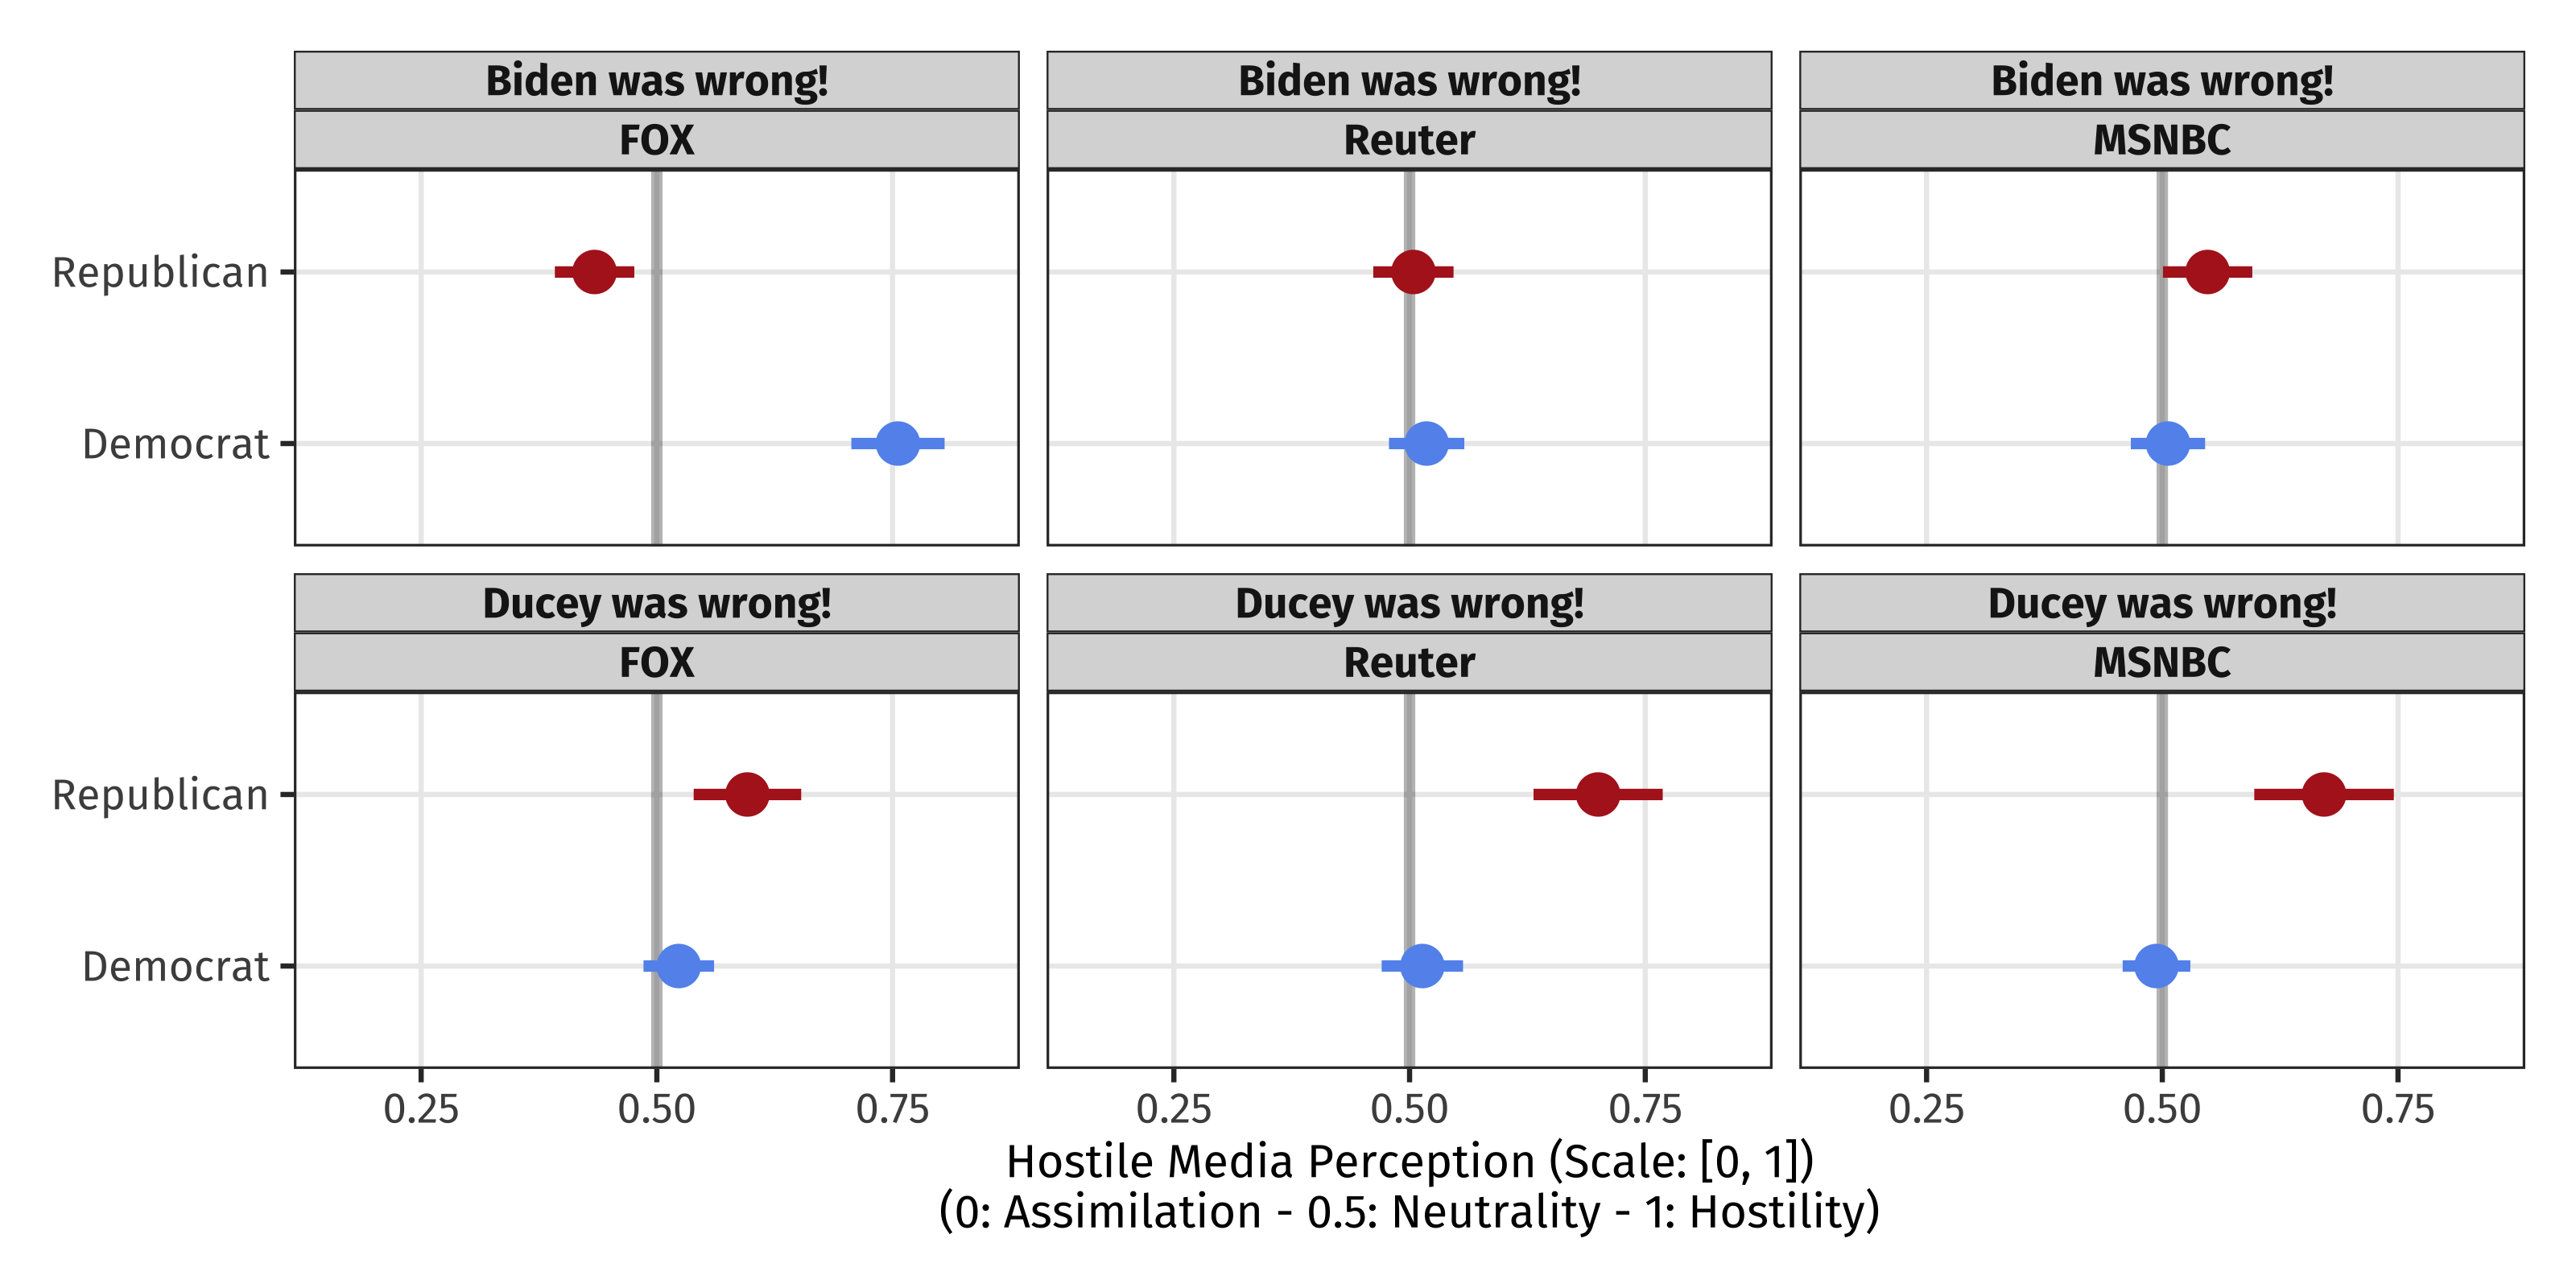 Biden was wrong! Biden was wrong! Biden was wrong!
FOX Reuter MSNBC
Republican
Democrat
Ducey was wrong! Ducey was wrong! Ducey was wrong!
FOX Reuter MSNBC
Republican
Democrat
0.25 0.50 0.75 0.25 0.50 0.75 0.25 0.50 0.75
Hostile Media Perception (Scale: [0, 1])
(0: Assimilation - 0.5: Neutrality - 1: Hostility)